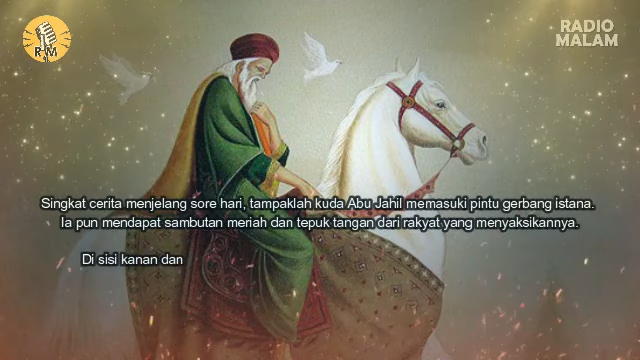 RM
RADIO
MALAM
Singkat cerita menjelang sore hari, tampaklah kuda Abu Jahil memasuki pintu gerbang istana.
Ia pun mendapat sambutan meriah dan tepuk tangan dari rakyat yang menyaksikannya.
Di sisi kanan dan